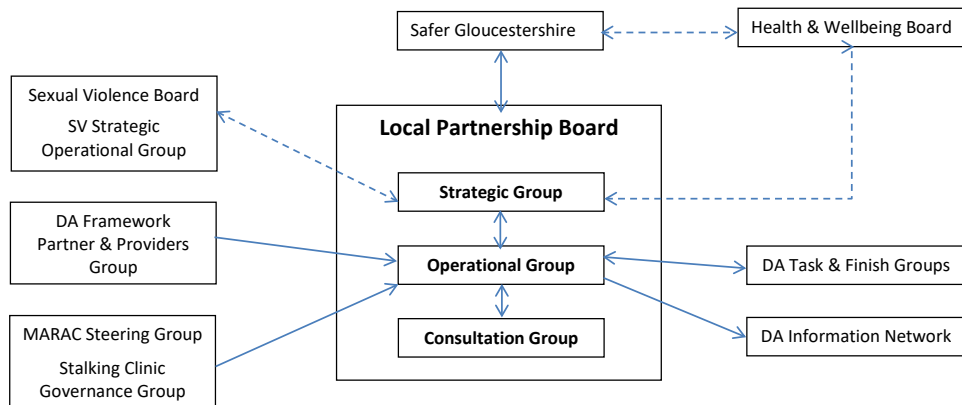 Safer Gloucestershire
Health & Wellbeing Board
Sexual Violence Board
SV Strategic
Operational Group
Local Partnership Board
Strategic Group
DA Framework
Partner & Providers
Group
Operational Group
DA Task & Finish Groups
MARAC Steering Group
Stalking Clinic
Governance Group
Consultation Group
DA Information Network